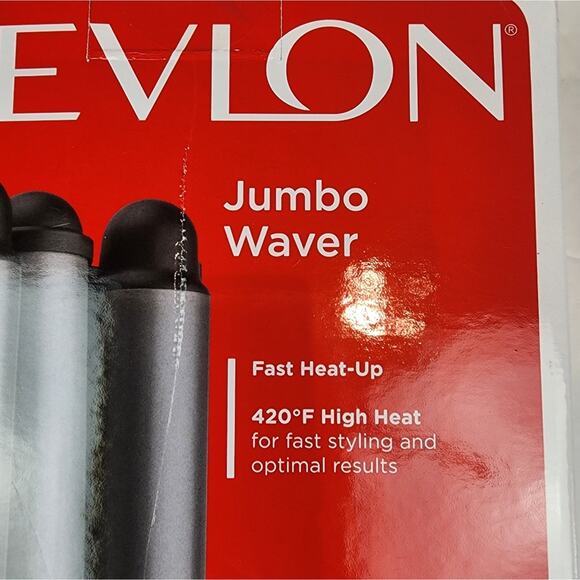 EVLON®
Jumbo
Waver
Fast Heat-Up
420°F High Heat
for fast styling and
optimal results